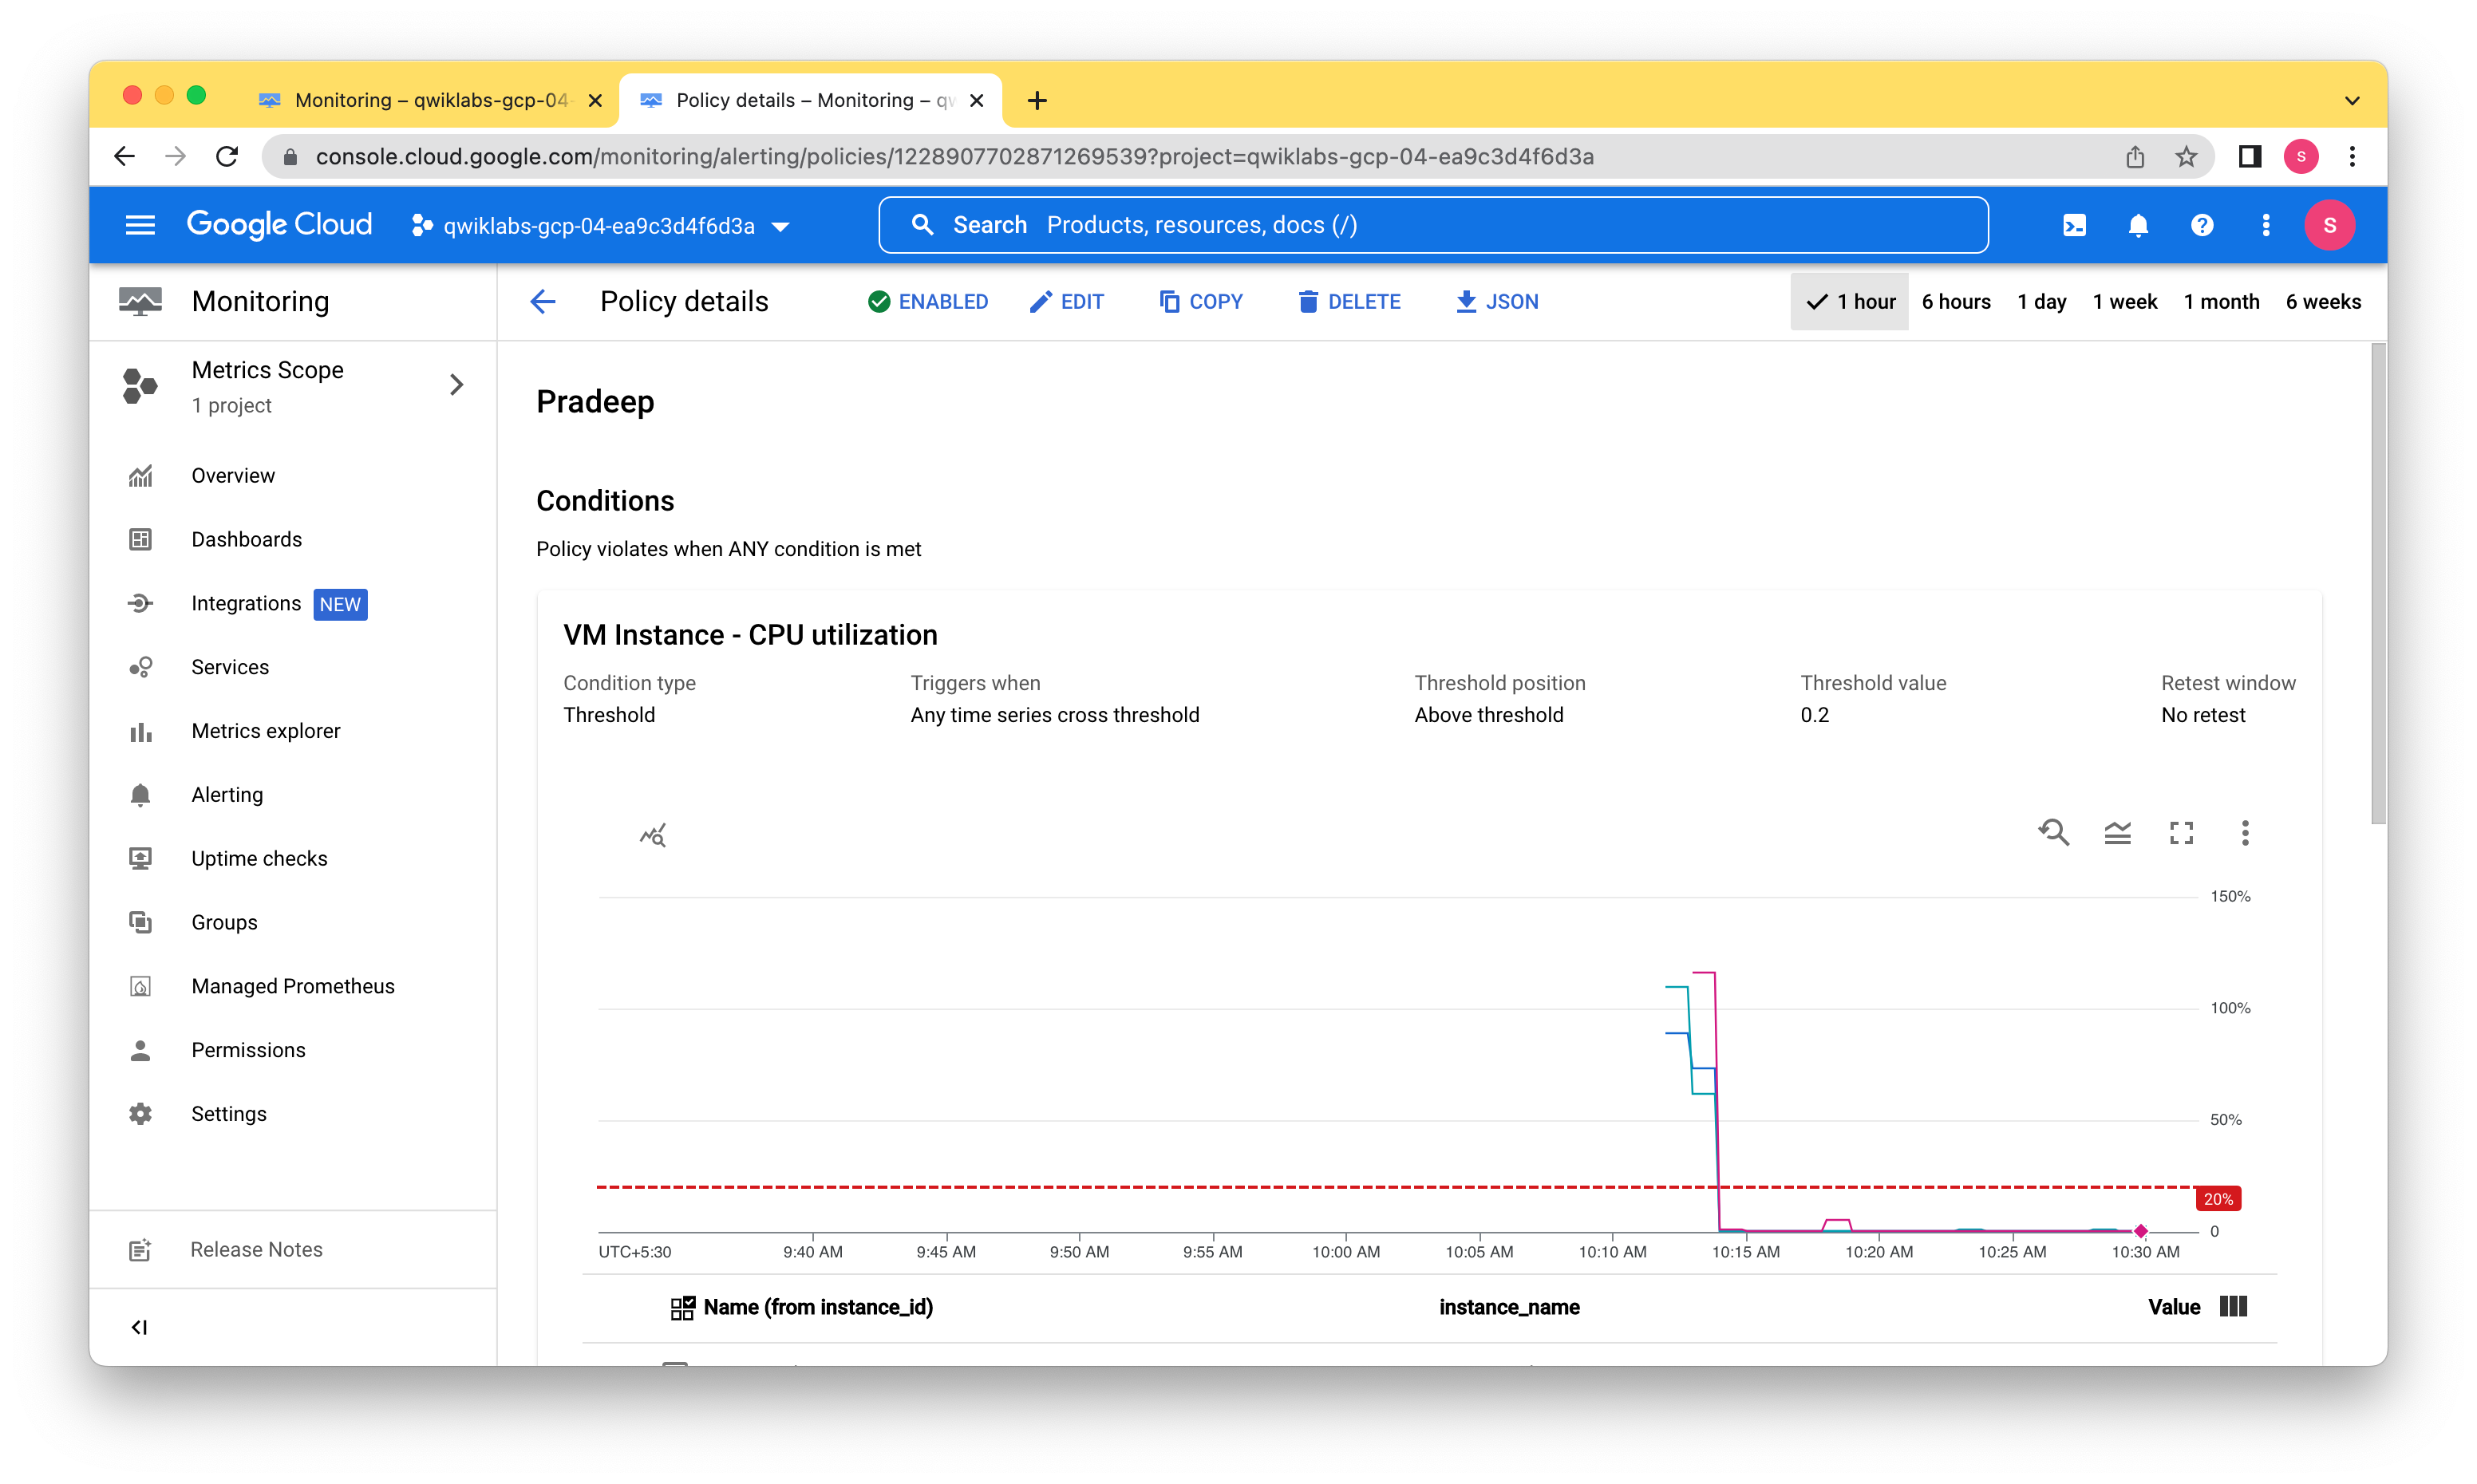 Monitoring – qwiklabs-gcp-04-
Policy details – Monitoring – qw
console.cloud.google.com/monitoring/alerting/policies/1228907702871269539?project=qwiklabs-gcp-04-ea9c3d4f6d3a
S
Google Cloud
qwiklabs-gcp-04-ea9c3d4f6d3a
Search Products, resources, docs (/)
S
Monitoring
Policy details
ENABLED
EDIT
COPY
DELETE
JSON
1 hour
6 hours
1 day
1 week
1 month
6 weeks
Metrics Scope
1 project
Overview
Dashboards
Integrations NEW
Services
Metrics explorer
Alerting
Uptime checks
Groups
Managed Prometheus
Permissions
Settings
Release Notes
Pradeep
Conditions
Policy violates when ANY condition is met
VM Instance - CPU utilization
Condition type
Threshold
Triggers when
Any time series cross threshold
Threshold position
Above threshold
Threshold value
0.2
Retest window
No retest
150%
100%
50%
20%
0
UTC+5:30
9:40 AM
9:45 AM
9:50 AM
9:55 AM
10:00 AM
10:05 AM
10:10 AM
10:15 AM
10:20 AM
10:25 AM
10:30 AM
Name (from instance_id)
instance_name
Value